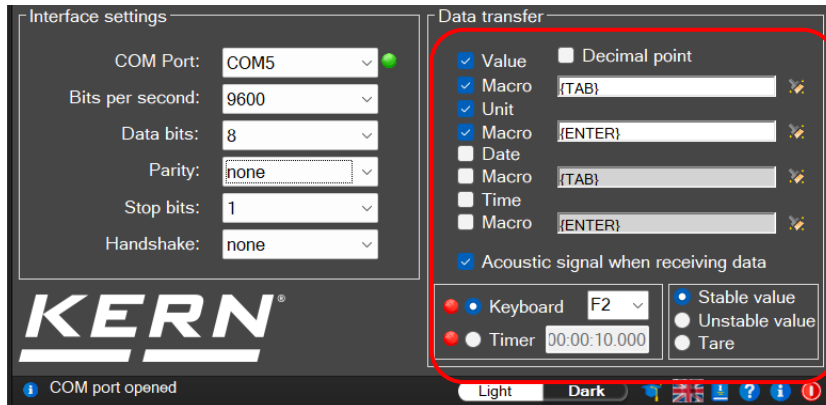 Interface settings
COM Port: COM5
Bits per second: 9600
Data bits: 8
Parity: none
Stop bits: 1
Handshake: none
KERN®
Data transfer
Value Decimal point
Macro {TAB}
Unit
Macro {ENTER}
Date
Macro {TAB}
Time
Macro {ENTER}
Acoustic signal when receiving data
Keyboard F2
Timer 00:00:10.000
Stable value
Unstable value
Tare
COM port opened
Light Dark